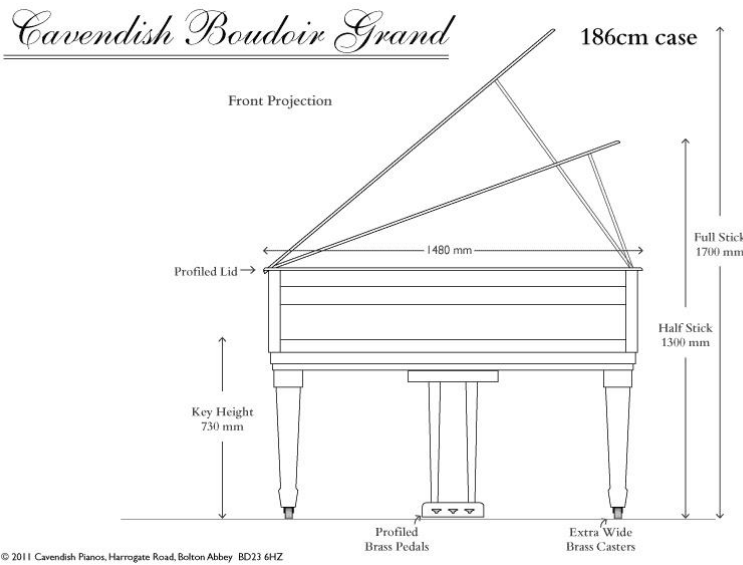 Cavendish Boudoir Grand
186cm case
Front Projection
1480 mm
Profiled Lid
Full Stick
1700 mm
Half Stick
1300 mm
Key Height
730 mm
Profiled
Brass Pedals
Extra Wide
Brass Casters
© 2011 Cavendish Pianos, Harrogate Road, Bolton Abbey BD23 6HZ